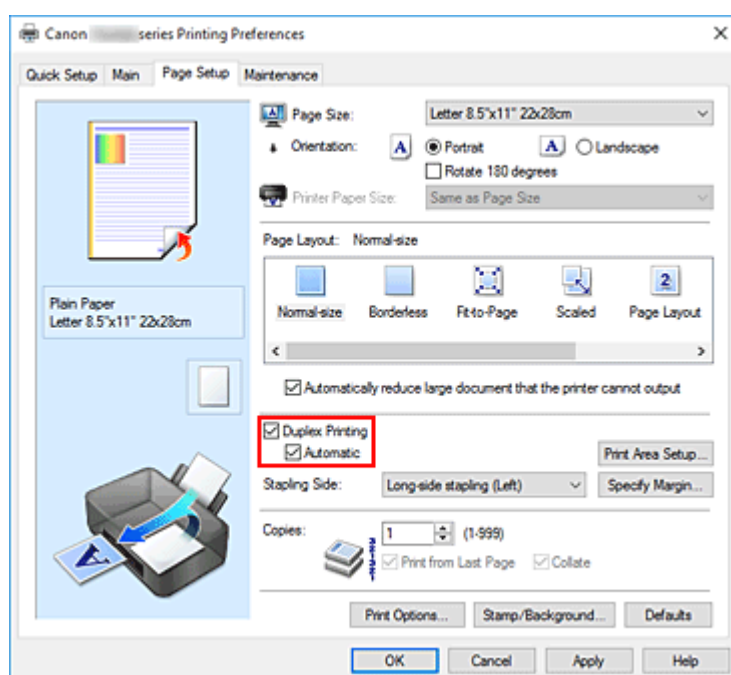 Canon series Printing Preferences
Quick Setup Main Page Setup Maintenance
Page Size: Letter 8.5"x11" 22x28cm
Orientation: A Portrait A Landscape
Rotate 180 degrees
Printer Paper Size: Same as Page Size
Page Layout: Normal-size
2
Normal-size Borderless Fit-to-Page Scaled Page Layout
Plain Paper
Letter 8.5"x11" 22x28cm
Automatically reduce large document that the printer cannot output
Duplex Printing
Automatic
Print Area Setup...
Stapling Side: Long-side stapling (Left) Specify Margin...
Copies: 1 (1-999)
Print from Last Page Collate
A
Print Options... Stamp/Background... Defaults
OK Cancel Apply Help